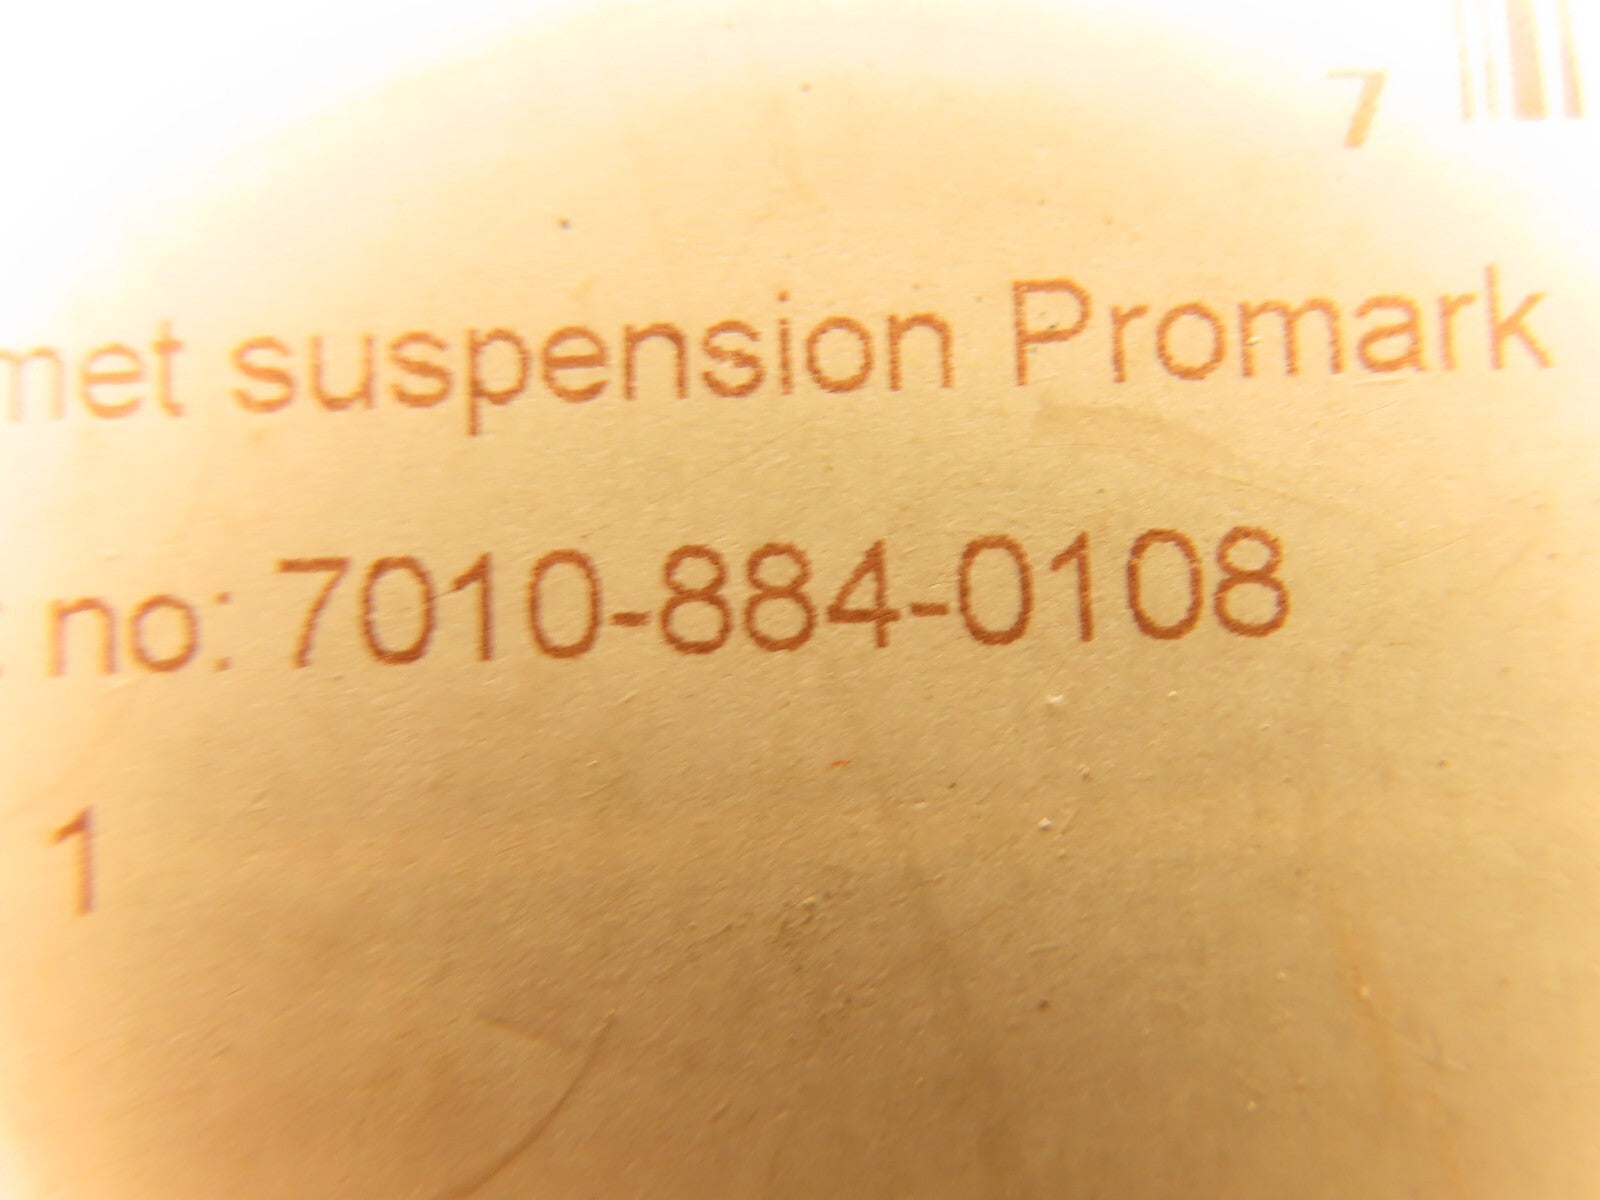 7
met suspension Promark
no: 7010-884-0108
1